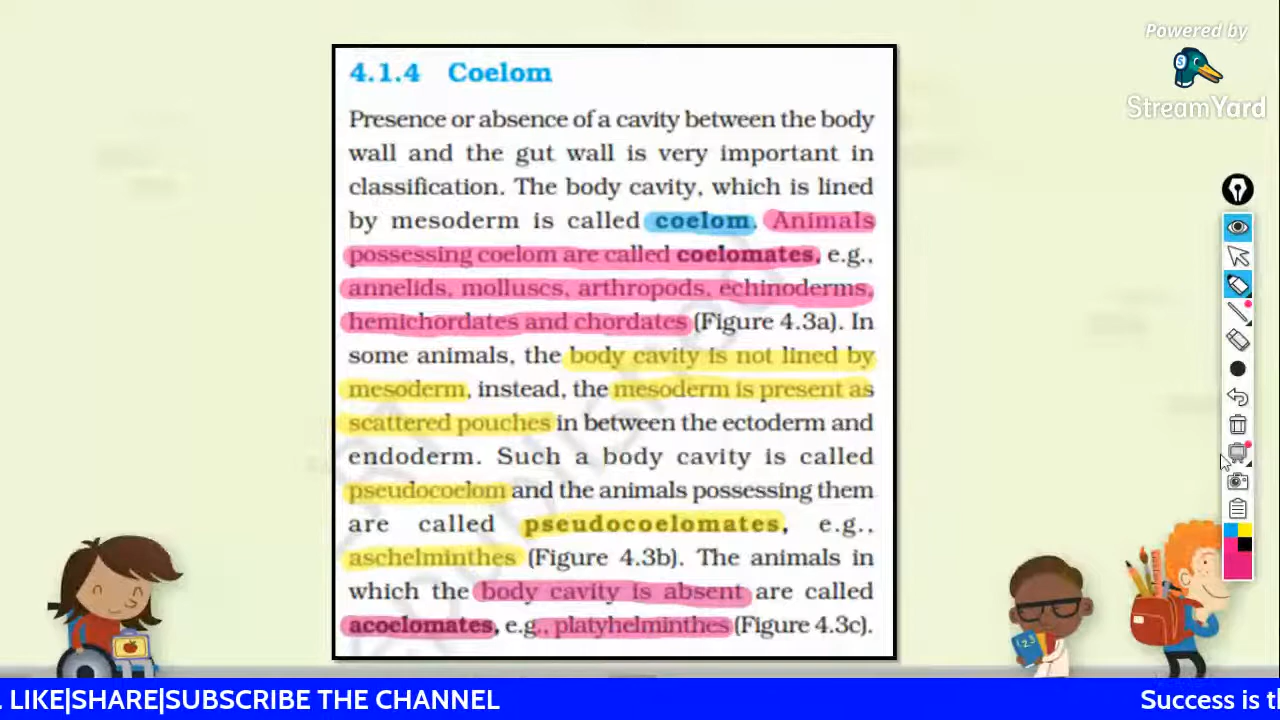 Powered by
StreamYard
4.1.4 Coelom
Presence or absence of a cavity between the body
wall and the gut wall is very important in
classification. The body cavity, which is lined
by mesoderm is called coelom. Animals
possessing coelom are called coelomates, e.g.,
annelids, molluscs, arthropods, echinoderms,
hemichordates and chordates (Figure 4.3a). In
some animals, the body cavity is not lined by
mesoderm, instead, the mesoderm is present as
scattered pouches in between the ectoderm and
endoderm. Such a body cavity is called
pseudocoelom and the animals possessing them
are called pseudocoelomates, e.g.,
aschelminthes (Figure 4.3b). The animals in
which the body cavity is absent are called
acoelomates, e.g., platyhelminthes (Figure 4.3c).
1 2 3
. LIKE|SHARE|SUBSCRIBE THE CHANNEL
Success is